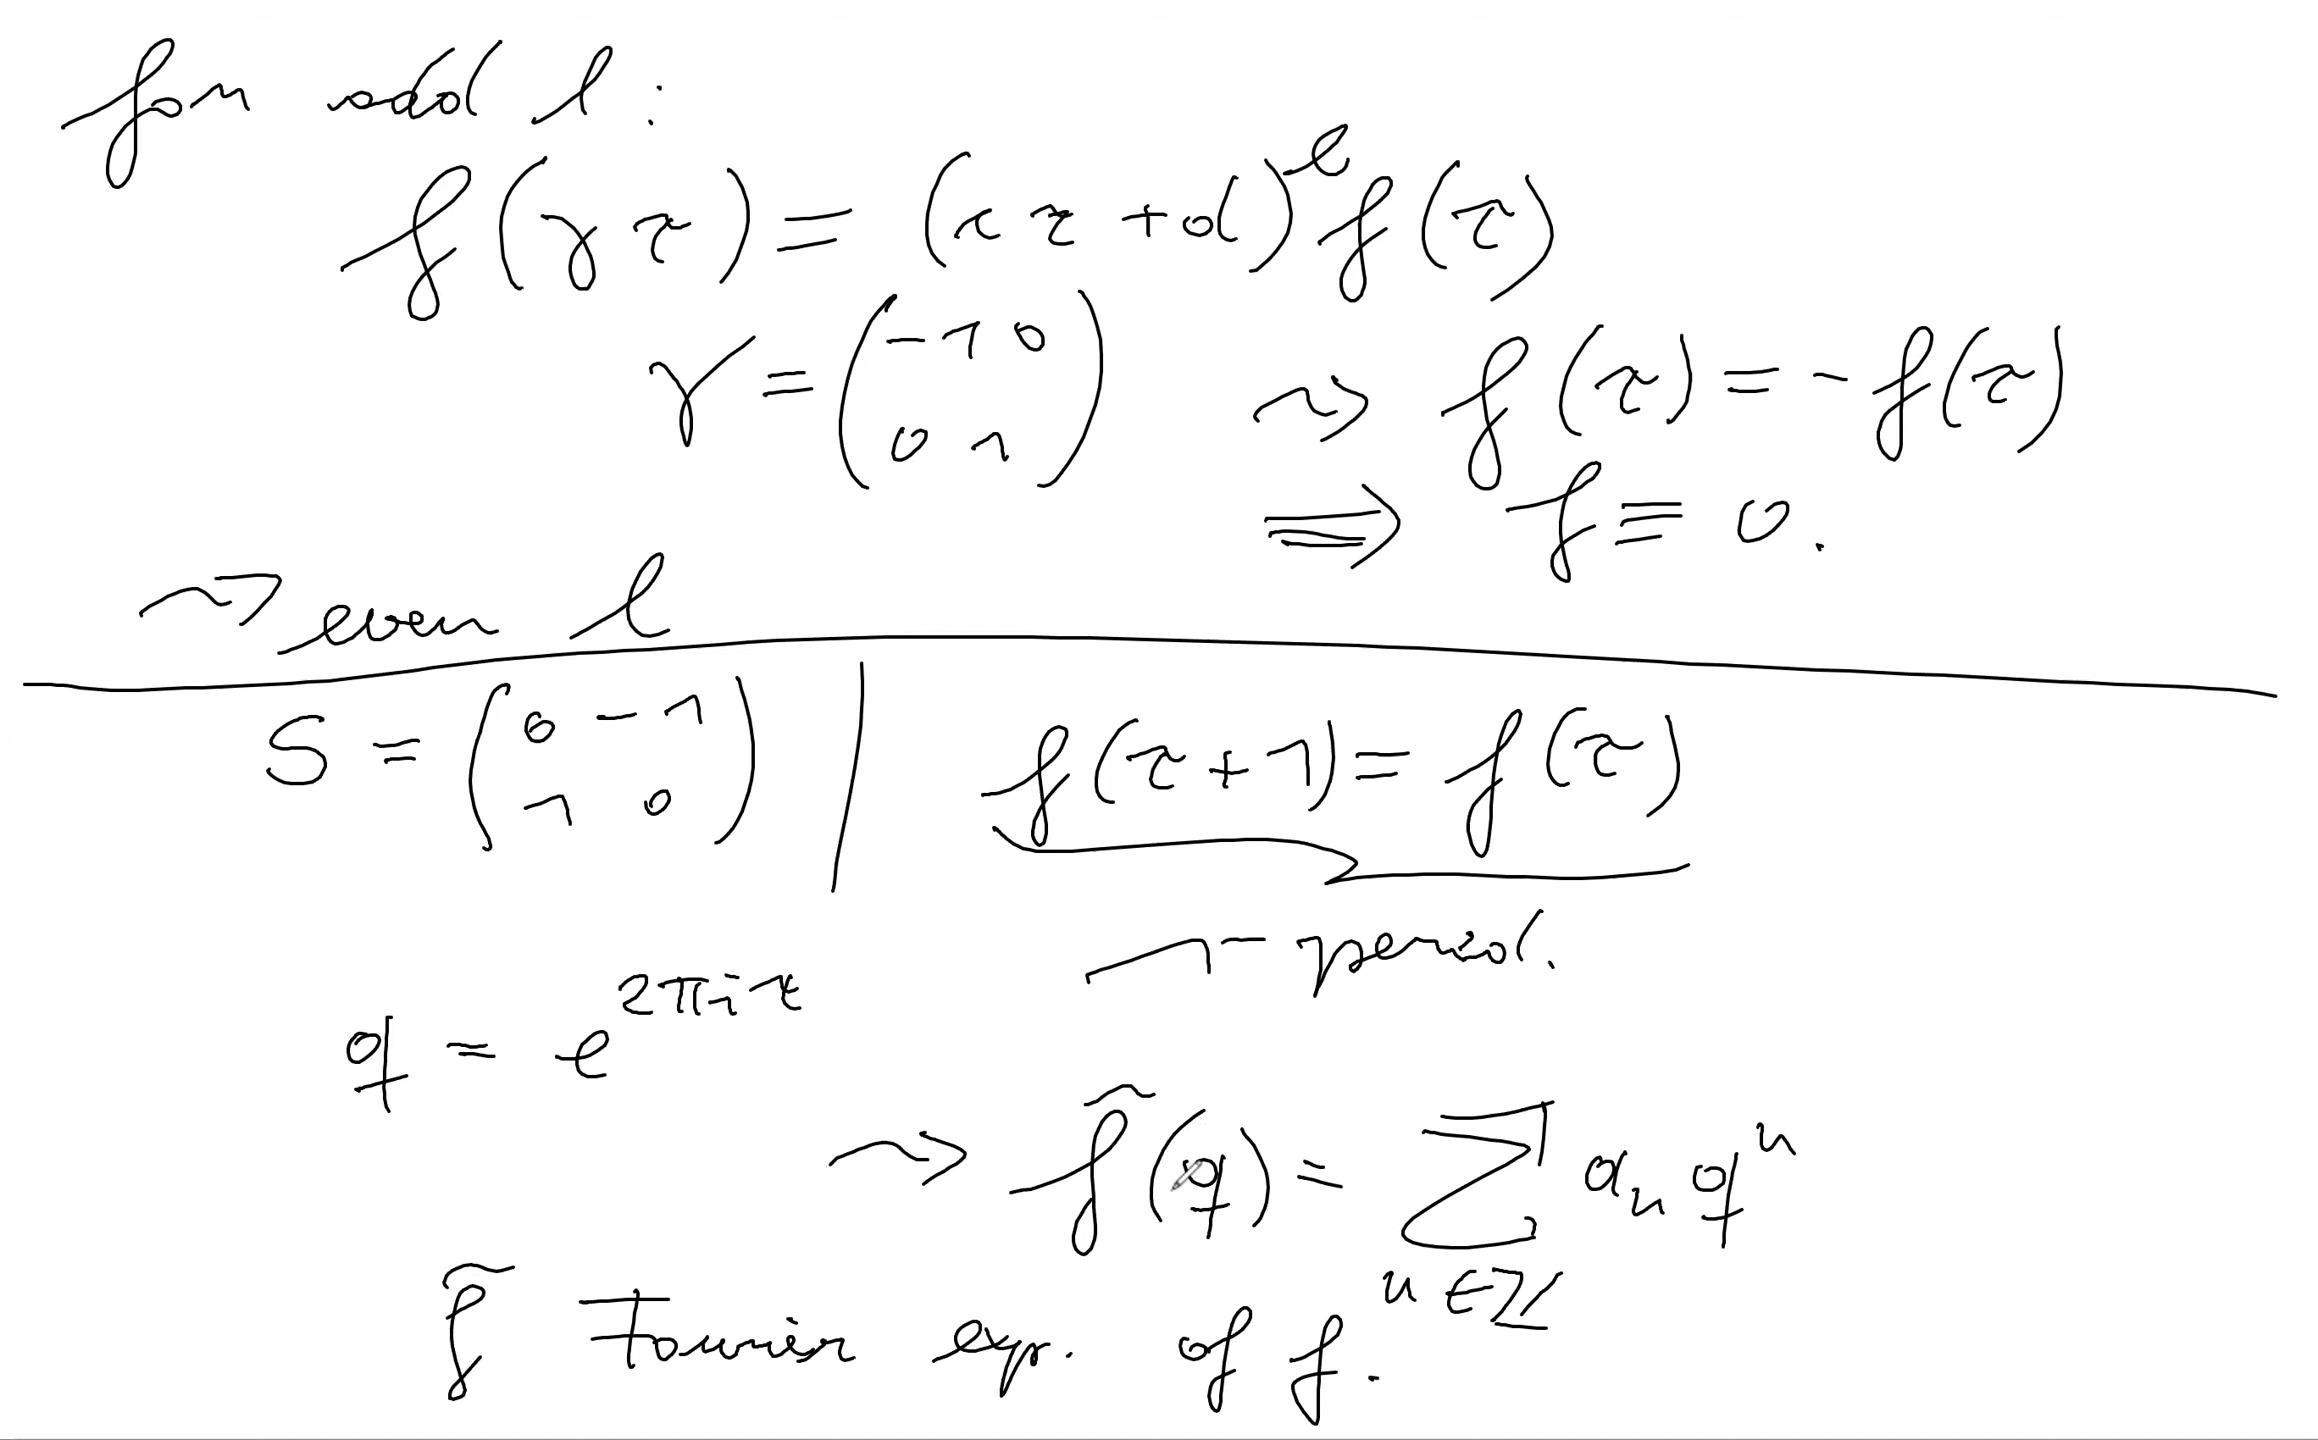 for odd l :
f(γτ) = (cτ + d)^l f(τ)
γ = ( -1 0 ; 0 1 ) ⇝ f(τ) = - f(τ)
⟹ f ≡ 0.
⇝ even l
S = ( 0 -1 ; 1 0 ) | f(τ+1) = f(τ)
1 - period.
q = e^{2πiτ}
⇝ f̃(q) = ∑_{n∈ℤ} a_n q^n
f̃ Fourier exp. of f.